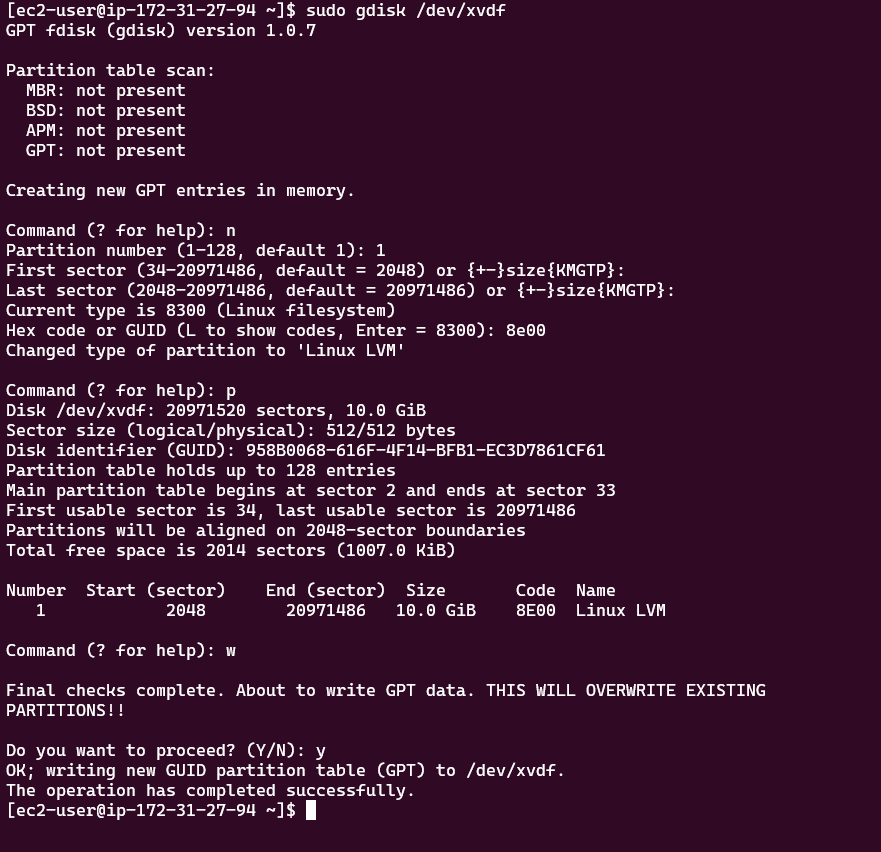 [ec2-user@ip-172-31-27-94 ~]$ sudo gdisk /dev/xvdf
GPT fdisk (gdisk) version 1.0.7
Partition table scan:
  MBR: not present
  BSD: not present
  APM: not present
  GPT: not present
Creating new GPT entries in memory.
Command (? for help): n
Partition number (1-128, default 1): 1
First sector (34-20971486, default = 2048) or {+-}size{KMGTP}:
Last sector (2048-20971486, default = 20971486) or {+-}size{KMGTP}:
Current type is 8300 (Linux filesystem)
Hex code or GUID (L to show codes, Enter = 8300): 8e00
Changed type of partition to 'Linux LVM'
Command (? for help): p
Disk /dev/xvdf: 20971520 sectors, 10.0 GiB
Sector size (logical/physical): 512/512 bytes
Disk identifier (GUID): 958B0068-616F-4F14-BFB1-EC3D7861CF61
Partition table holds up to 128 entries
Main partition table begins at sector 2 and ends at sector 33
First usable sector is 34, last usable sector is 20971486
Partitions will be aligned on 2048-sector boundaries
Total free space is 2014 sectors (1007.0 KiB)
Number  Start (sector)    End (sector)  Size       Code  Name
   1            2048        20971486   10.0 GiB    8E00  Linux LVM
Command (? for help): w
Final checks complete. About to write GPT data. THIS WILL OVERWRITE EXISTING
PARTITIONS!!
Do you want to proceed? (Y/N): y
OK; writing new GUID partition table (GPT) to /dev/xvdf.
The operation has completed successfully.
[ec2-user@ip-172-31-27-94 ~]$